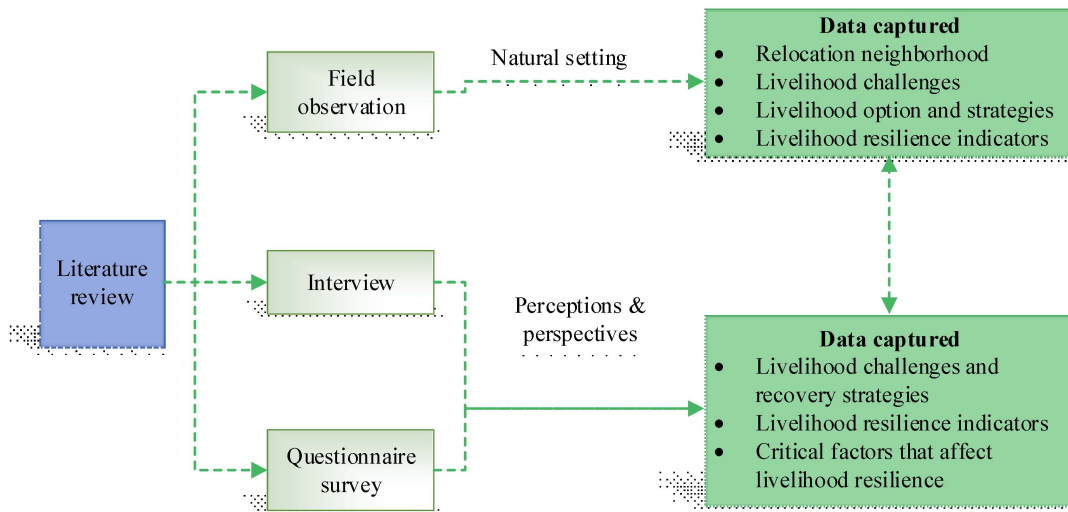 Literature
review
Field
observation
Interview
Questionnaire
survey
Natural setting
Perceptions &
perspectives
Data captured
• Relocation neighborhood
• Livelihood challenges
• Livelihood option and strategies
• Livelihood resilience indicators
Data captured
• Livelihood challenges and
recovery strategies
• Livelihood resilience indicators
• Critical factors that affect
livelihood resilience